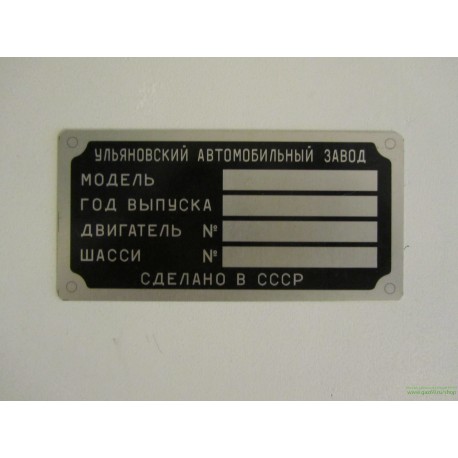 УЛЬЯНОВСКИЙ АВТОМОБИЛЬНЫЙ ЗАВОД
МОДЕЛЬ
ГОД ВЫПУСКА
ДВИГАТЕЛЬ №
ШАССИ №
СДЕЛАНО В СССР